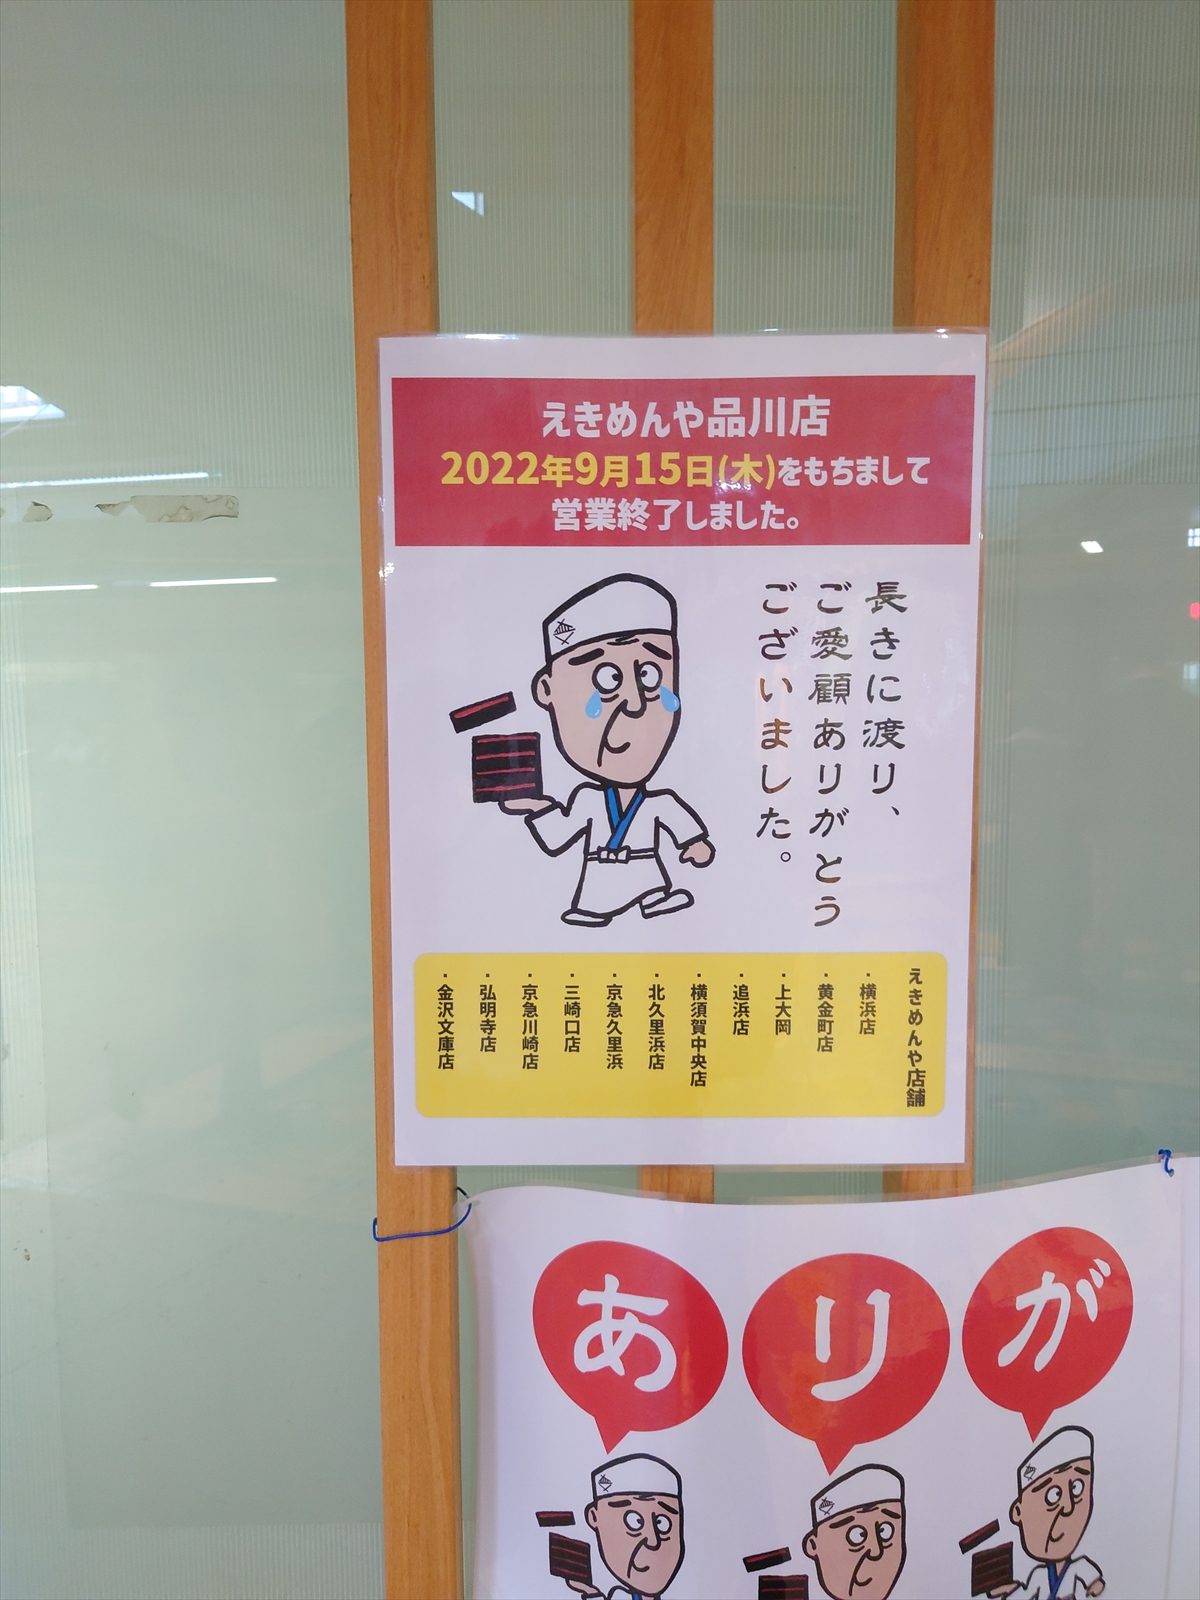 えきめんや品川店
2022年9月15日(木)をもちまして
営業終了しました。
長きに渡り、
ご愛顧ありがとう
ございました。
えきめんや店舗
・横浜店
・黄金町店
・上大岡
・追浜店
・横須賀中央店
・北久里浜店
・京急久里浜
・三崎口店
・京急川崎店
・弘明寺店
・金沢文庫店
あ
り
が